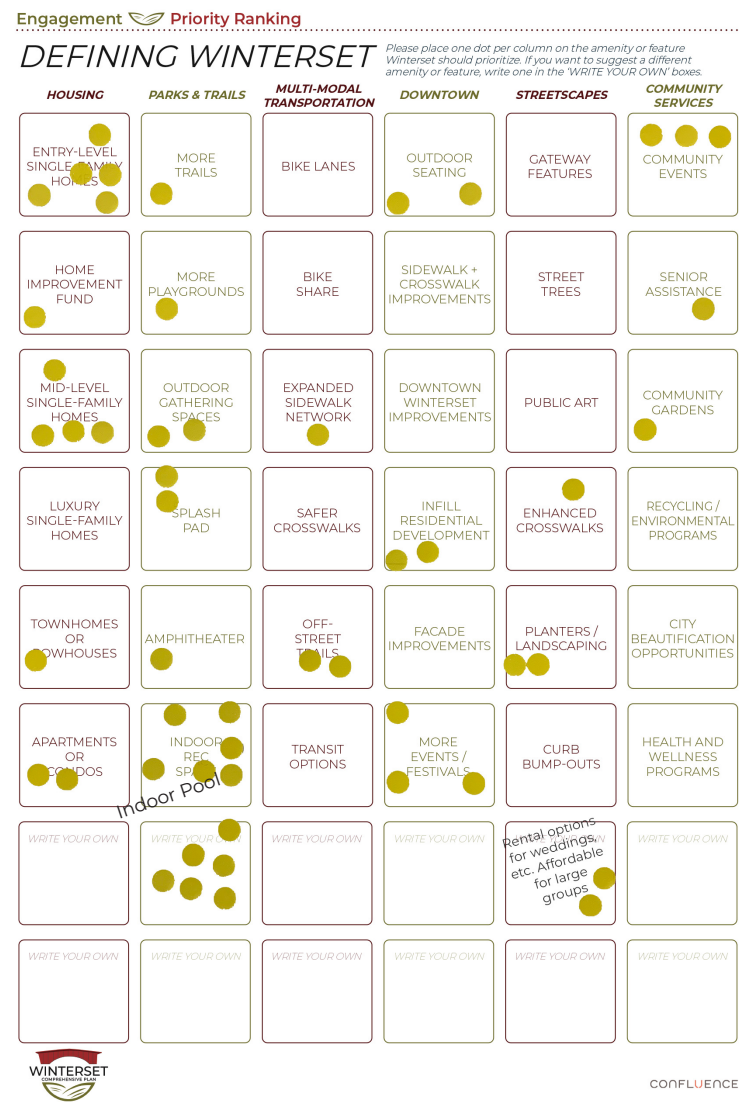 Engagement Priority Ranking
DEFINING WINTERSET
Please place one dot per column on the amenity or feature
Winterset should prioritize. If you want to suggest a different
amenity or feature, write one in the ‘WRITE YOUR OWN’ boxes.
HOUSING
PARKS & TRAILS
MULTI-MODAL
TRANSPORTATION
DOWNTOWN
STREETSCAPES
COMMUNITY
SERVICES
ENTRY-LEVEL
SINGLE-FAMILY
HOMES
MORE
TRAILS
BIKE LANES
OUTDOOR
SEATING
GATEWAY
FEATURES
COMMUNITY
EVENTS
HOME
IMPROVEMENT
FUND
MORE
PLAYGROUNDS
BIKE
SHARE
SIDEWALK +
CROSSWALK
IMPROVEMENTS
STREET
TREES
SENIOR
ASSISTANCE
MID-LEVEL
SINGLE-FAMILY
HOMES
OUTDOOR
GATHERING
SPACES
EXPANDED
SIDEWALK
NETWORK
DOWNTOWN
WINTERSET
IMPROVEMENTS
PUBLIC ART
COMMUNITY
GARDENS
LUXURY
SINGLE-FAMILY
HOMES
SPLASH
PAD
SAFER
CROSSWALKS
INFILL
RESIDENTIAL
DEVELOPMENT
ENHANCED
CROSSWALKS
RECYCLING /
ENVIRONMENTAL
PROGRAMS
TOWNHOMES
OR
ROWHOUSES
AMPHITHEATER
OFF-
STREET
TRAILS
FACADE
IMPROVEMENTS
PLANTERS /
LANDSCAPING
CITY
BEAUTIFICATION
OPPORTUNITIES
APARTMENTS
OR
CONDOS
INDOOR
REC
SPACE
Indoor Pool
TRANSIT
OPTIONS
MORE
EVENTS /
FESTIVALS
CURB
BUMP-OUTS
HEALTH AND
WELLNESS
PROGRAMS
WRITE YOUR OWN
WRITE YOUR OWN
WRITE YOUR OWN
WRITE YOUR OWN
WRITE YOUR OWN
Rental options
for weddings,
etc. Affordable
for large
groups
WRITE YOUR OWN
WRITE YOUR OWN
WRITE YOUR OWN
WRITE YOUR OWN
WRITE YOUR OWN
WRITE YOUR OWN
WRITE YOUR OWN
WINTERSET
COMPREHENSIVE PLAN
CONFLUENCE